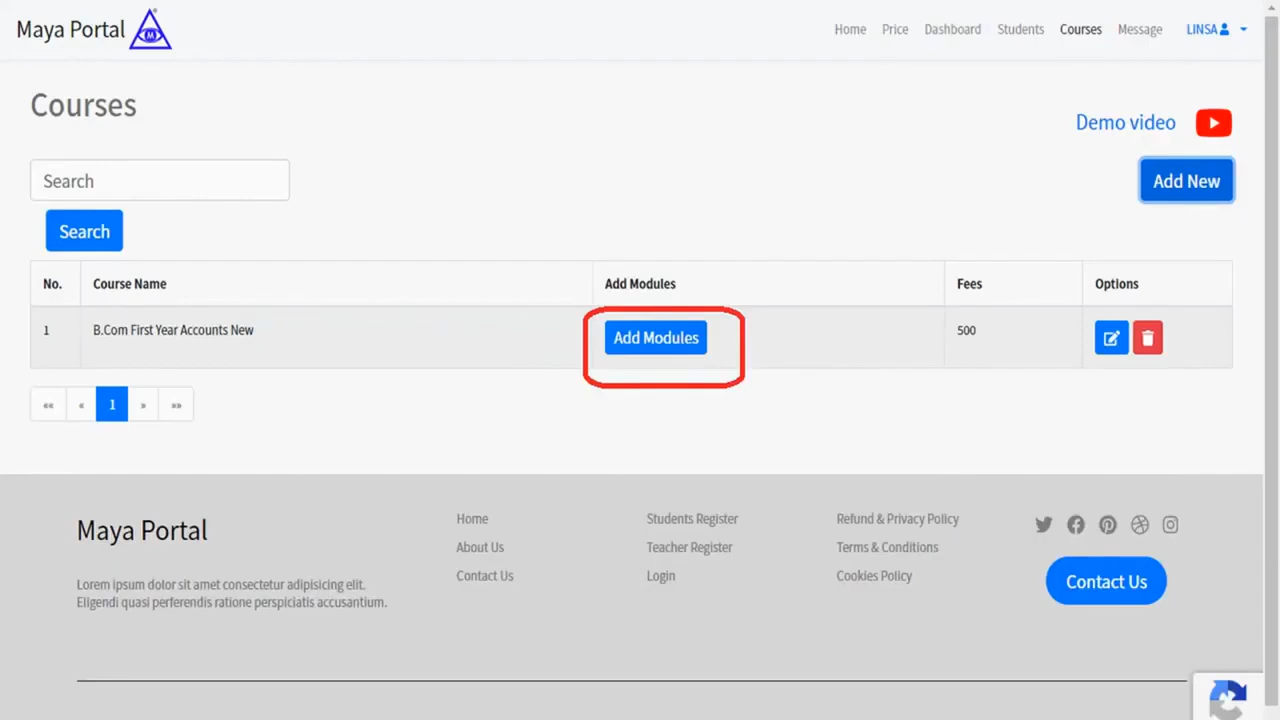 Maya Portal
M
Home Price Dashboard Students Courses Message LINSA
Courses
Demo video
Search
Add New
Search
No. Course Name Add Modules Fees Options
1 B.Com First Year Accounts New Add Modules 500
«« « 1 » »»
Maya Portal
Lorem ipsum dolor sit amet consectetur adipisicing elit.
Eligendi quasi perferendis ratione perspiciatis accusantium.
Home
About Us
Contact Us
Students Register
Teacher Register
Login
Refund & Privacy Policy
Terms & Conditions
Cookies Policy
Contact Us